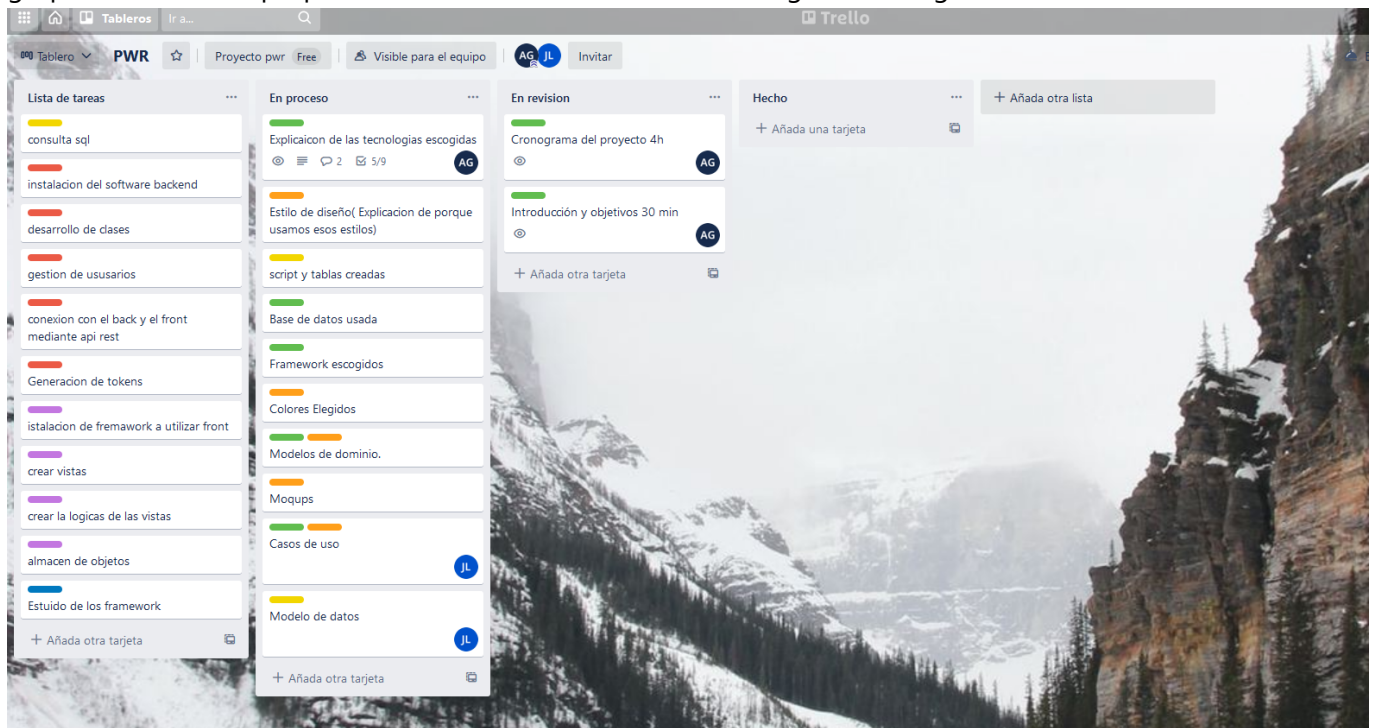 Tableros Ir a... Trello
Tablero PWR Proyecto pwr Free Visible para el equipo AG JL Invitar
Lista de tareas
consulta sql
instalacion del software backend
desarrollo de clases
gestion de ususarios
conexion con el back y el front
mediante api rest
Generacion de tokens
istalacion de fremawork a utilizar front
crear vistas
crear la logicas de las vistas
almacen de objetos
Estuido de los framework
+ Añada otra tarjeta
En proceso
Explicaicon de las tecnologias escogidas
2 5/9 AG
Estilo de diseño( Explicacion de porque
usamos esos estilos)
script y tablas creadas
Base de datos usada
Framework escogidos
Colores Elegidos
Modelos de dominio.
Moqups
Casos de uso
JL
Modelo de datos
JL
+ Añada otra tarjeta
En revision
Cronograma del proyecto 4h
AG
Introducción y objetivos 30 min
AG
+ Añada otra tarjeta
Hecho
+ Añada una tarjeta
+ Añada otra lista